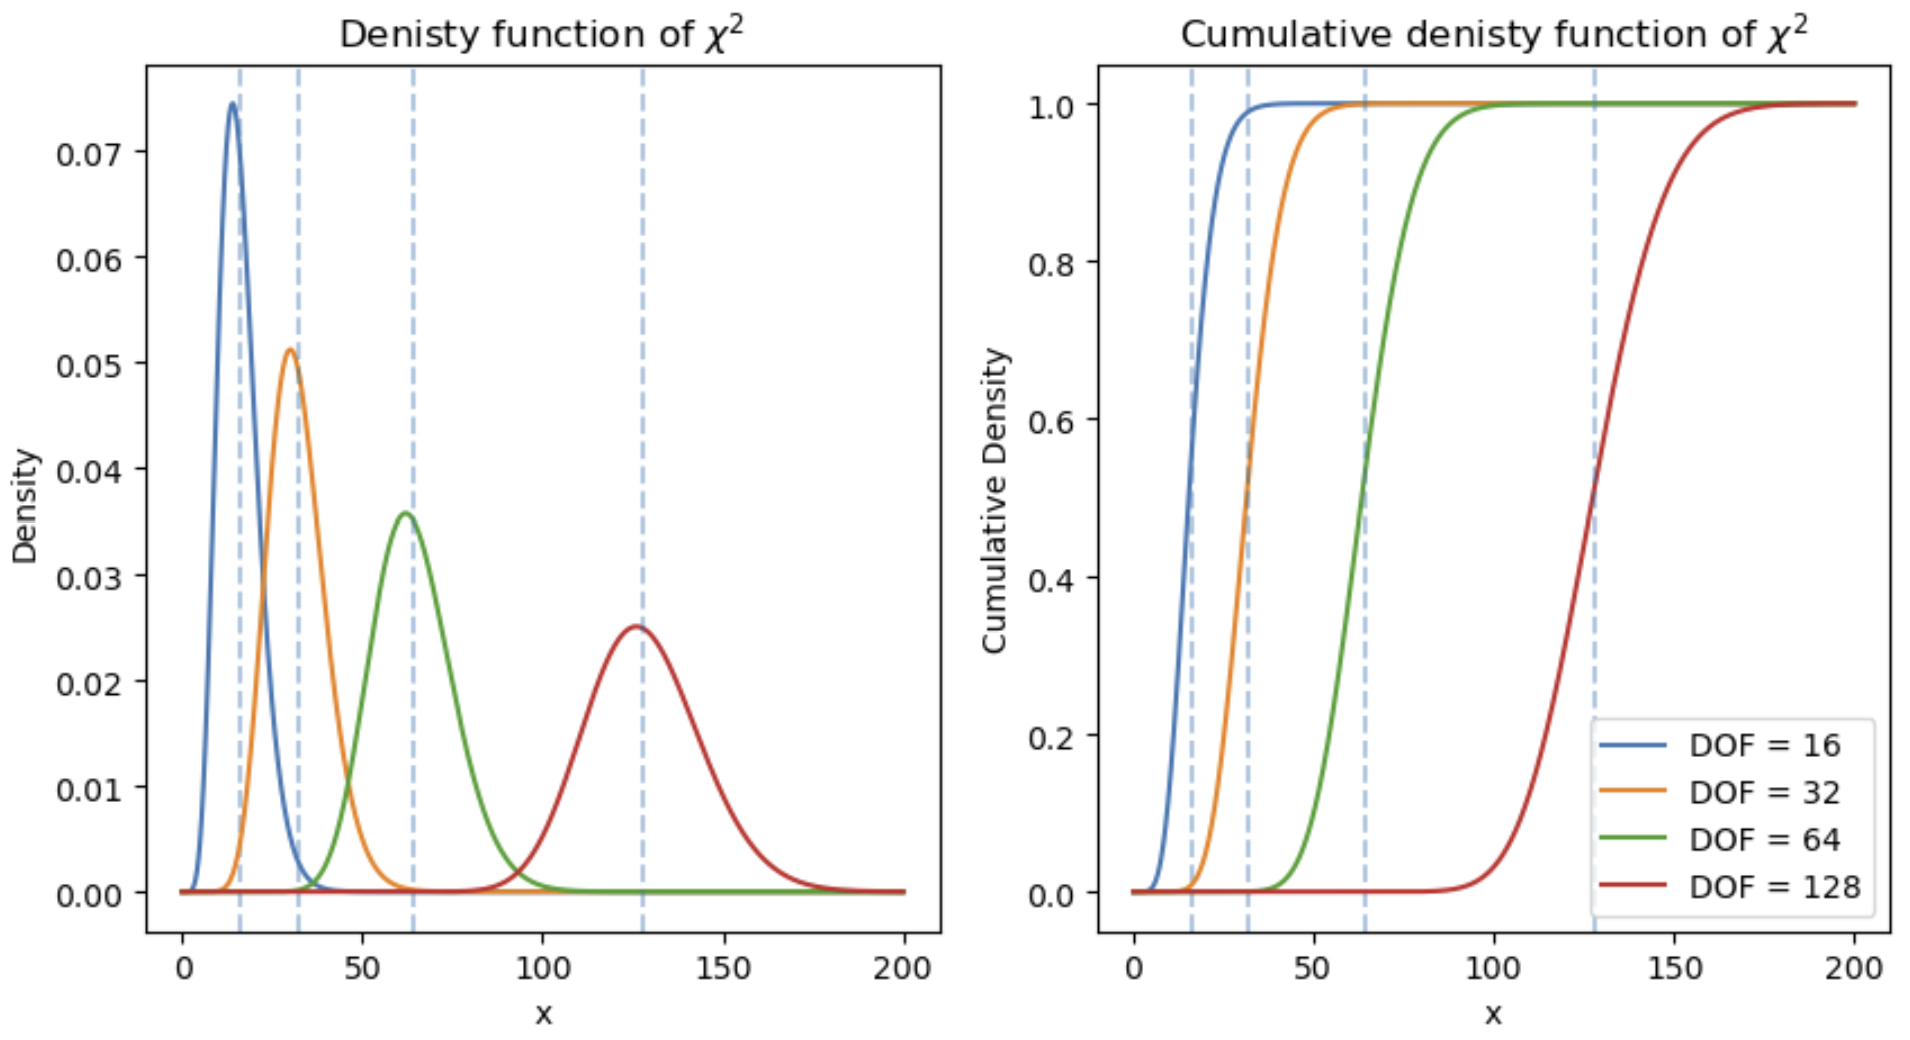 Denisty function of χ²
0.07
0.06
0.05
0.04
0.03
0.02
0.01
0.00
Density
0 50 100 150 200
x
Cumulative denisty function of χ²
1.0
0.8
0.6
0.4
0.2
0.0
Cumulative Density
0 50 100 150 200
x
DOF = 16
DOF = 32
DOF = 64
DOF = 128